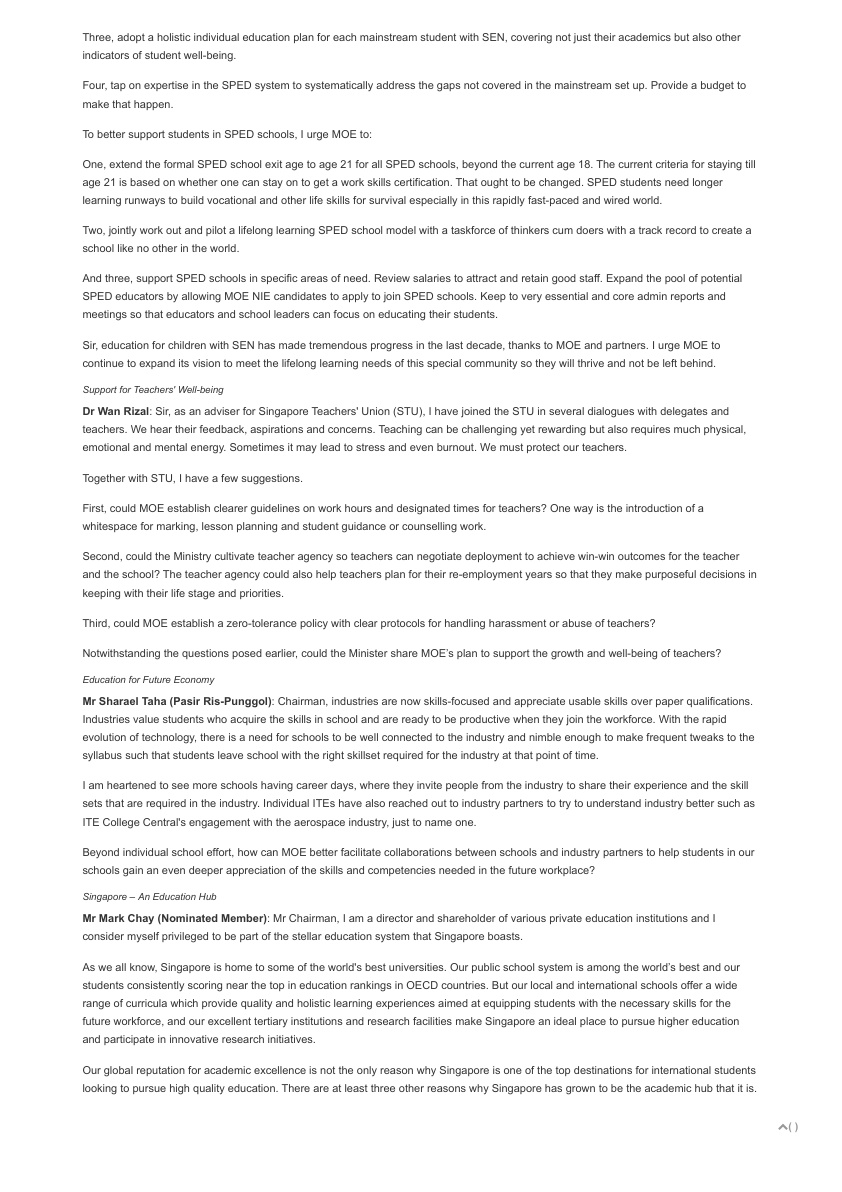 Three, adopt a holistic individual education plan for each mainstream student with SEN, covering not just their academics but also other
indicators of student well-being.
Four, tap on expertise in the SPED system to systematically address the gaps not covered in the mainstream set up. Provide a budget to
make that happen.
To better support students in SPED schools, I urge MOE to:
One, extend the formal SPED school exit age to age 21 for all SPED schools, beyond the current age 18. The current criteria for staying till
age 21 is based on whether one can stay on to get a work skills certification. That ought to be changed. SPED students need longer
learning runways to build vocational and other life skills for survival especially in this rapidly fast-paced and wired world.
Two, jointly work out and pilot a lifelong learning SPED school model with a taskforce of thinkers cum doers with a track record to create a
school like no other in the world.
And three, support SPED schools in specific areas of need. Review salaries to attract and retain good staff. Expand the pool of potential
SPED educators by allowing MOE NIE candidates to apply to join SPED schools. Keep to very essential and core admin reports and
meetings so that educators and school leaders can focus on educating their students.
Sir, education for children with SEN has made tremendous progress in the last decade, thanks to MOE and partners. I urge MOE to
continue to expand its vision to meet the lifelong learning needs of this special community so they will thrive and not be left behind.
Support for Teachers' Well-being
Dr Wan Rizal: Sir, as an adviser for Singapore Teachers' Union (STU), I have joined the STU in several dialogues with delegates and
teachers. We hear their feedback, aspirations and concerns. Teaching can be challenging yet rewarding but also requires much physical,
emotional and mental energy. Sometimes it may lead to stress and even burnout. We must protect our teachers.
Together with STU, I have a few suggestions.
First, could MOE establish clearer guidelines on work hours and designated times for teachers? One way is the introduction of a
whitespace for marking, lesson planning and student guidance or counselling work.
Second, could the Ministry cultivate teacher agency so teachers can negotiate deployment to achieve win-win outcomes for the teacher
and the school? The teacher agency could also help teachers plan for their re-employment years so that they make purposeful decisions in
keeping with their life stage and priorities.
Third, could MOE establish a zero-tolerance policy with clear protocols for handling harassment or abuse of teachers?
Notwithstanding the questions posed earlier, could the Minister share MOE's plan to support the growth and well-being of teachers?
Education for Future Economy
Mr Sharael Taha (Pasir Ris-Punggol): Chairman, industries are now skills-focused and appreciate usable skills over paper qualifications.
Industries value students who acquire the skills in school and are ready to be productive when they join the workforce. With the rapid
evolution of technology, there is a need for schools to be well connected to the industry and nimble enough to make frequent tweaks to the
syllabus such that students leave school with the right skillset required for the industry at that point of time.
I am heartened to see more schools having career days, where they invite people from the industry to share their experience and the skill
sets that are required in the industry. Individual ITEs have also reached out to industry partners to try to understand industry better such as
ITE College Central's engagement with the aerospace industry, just to name one.
Beyond individual school effort, how can MOE better facilitate collaborations between schools and industry partners to help students in our
schools gain an even deeper appreciation of the skills and competencies needed in the future workplace?
Singapore – An Education Hub
Mr Mark Chay (Nominated Member): Mr Chairman, I am a director and shareholder of various private education institutions and I
consider myself privileged to be part of the stellar education system that Singapore boasts.
As we all know, Singapore is home to some of the world's best universities. Our public school system is among the world's best and our
students consistently scoring near the top in education rankings in OECD countries. But our local and international schools offer a wide
range of curricula which provide quality and holistic learning experiences aimed at equipping students with the necessary skills for the
future workforce, and our excellent tertiary institutions and research facilities make Singapore an ideal place to pursue higher education
and participate in innovative research initiatives.
Our global reputation for academic excellence is not the only reason why Singapore is one of the top destinations for international students
looking to pursue high quality education. There are at least three other reasons why Singapore has grown to be the academic hub that it is.
( )